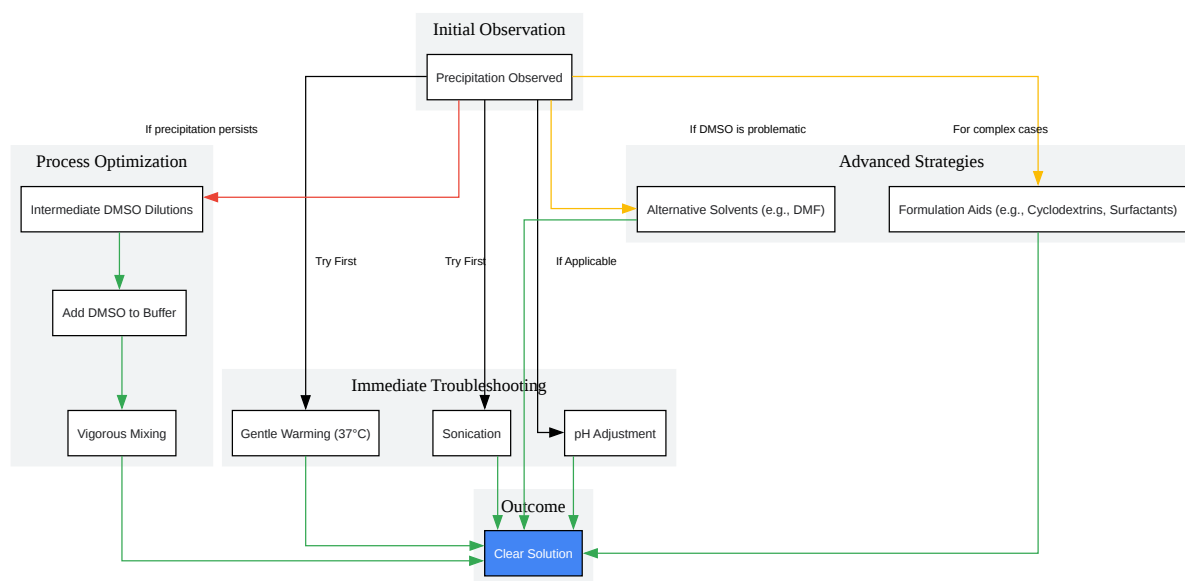 Initial Observation
Precipitation Observed
If precipitation persists
If DMSO is problematic
For complex cases
Process Optimization
Advanced Strategies
Intermediate DMSO Dilutions
Alternative Solvents (e.g., DMF)
Formulation Aids (e.g., Cyclodextrins, Surfactants)
Try First
Try First
If Applicable
Add DMSO to Buffer
Immediate Troubleshooting
Vigorous Mixing
Gentle Warming (37°C)
Sonication
pH Adjustment
Outcome
Clear Solution